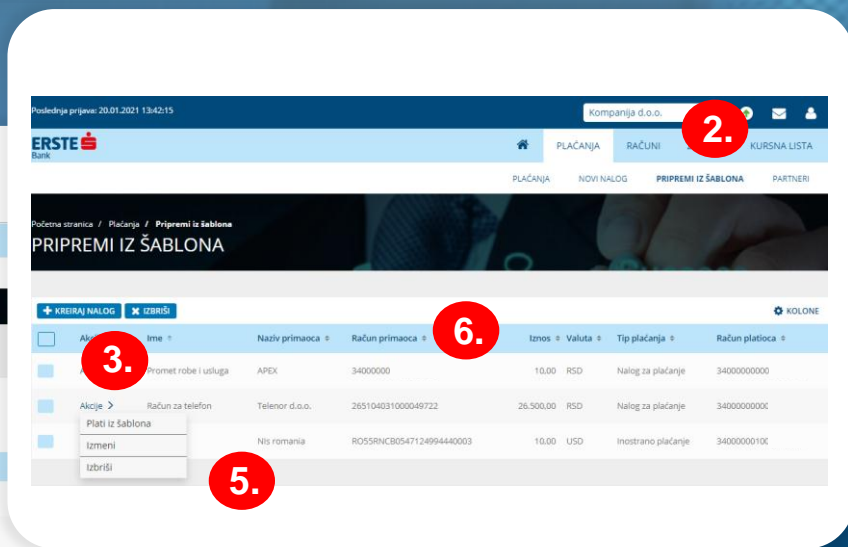 Poslednja prijava: 20.01.2021 13:42:15
Kompanija d.o.o.
2.
ERSTE
Bank
PLAĆANJA RAČUNI KURSNA LISTA
PLAĆANJA NOVI NALOG PRIPREMI IZ ŠABLONA PARTNERI
Početna stranica / Plaćanja / Pripremi iz šablona
PRIPREMI IZ ŠABLONA
KREIRAJ NALOG IZBRIŠI
KOLONE
6.
Ime Naziv primaoca Račun primaoca Iznos Valuta Tip plaćanja Račun platioca
3.
Promet robe i usluga APEX 34000000 10,00 RSD Nalog za plaćanje 34000000000
Akcije Račun za telefon Telenor d.o.o. 265104031000049722 26.500,00 RSD Nalog za plaćanje
Plati iz šablona
Nis romania RO55RNCB0547124994440003 10,00 USD Inostrano plaćanje
Izmeni
Izbriši
5.